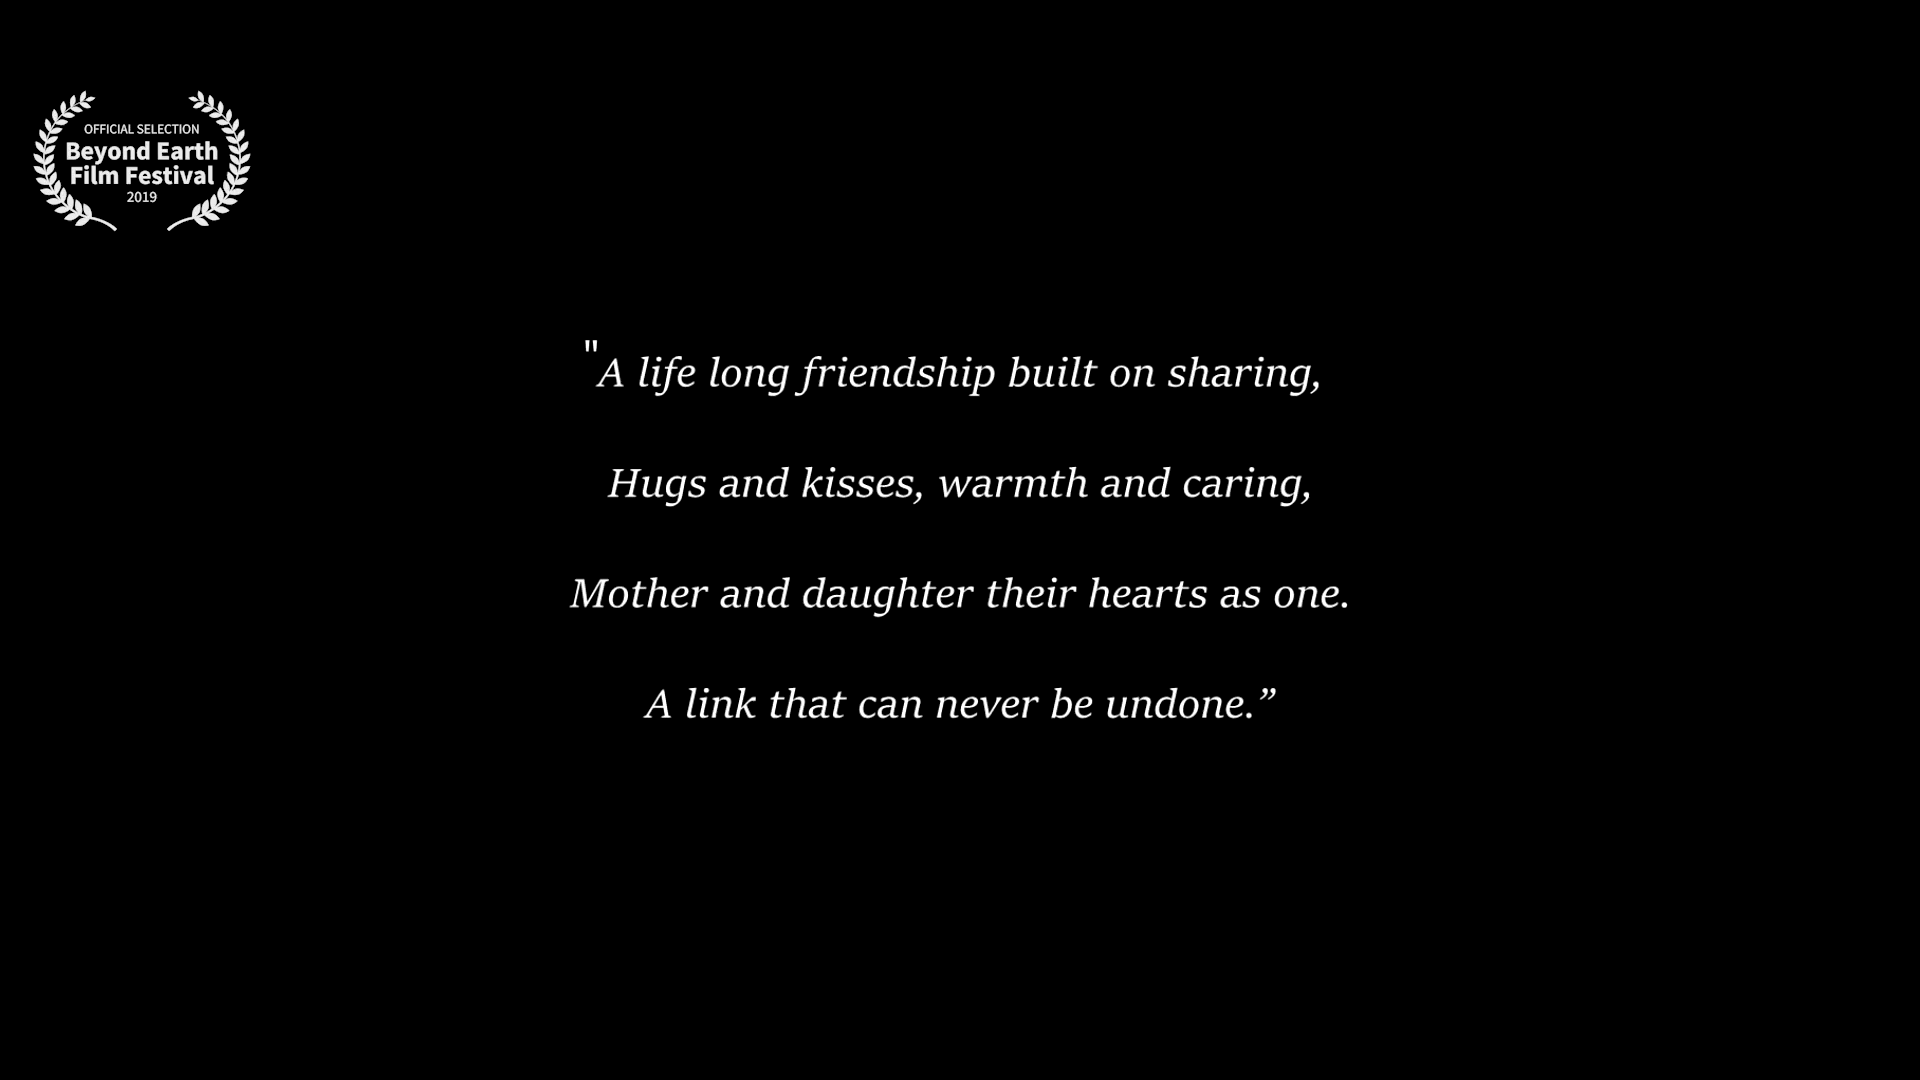 OFFICIAL SELECTION
Beyond Earth
Film Festival
2019
"A life long friendship built on sharing,
Hugs and kisses, warmth and caring,
Mother and daughter their hearts as one.
A link that can never be undone.”